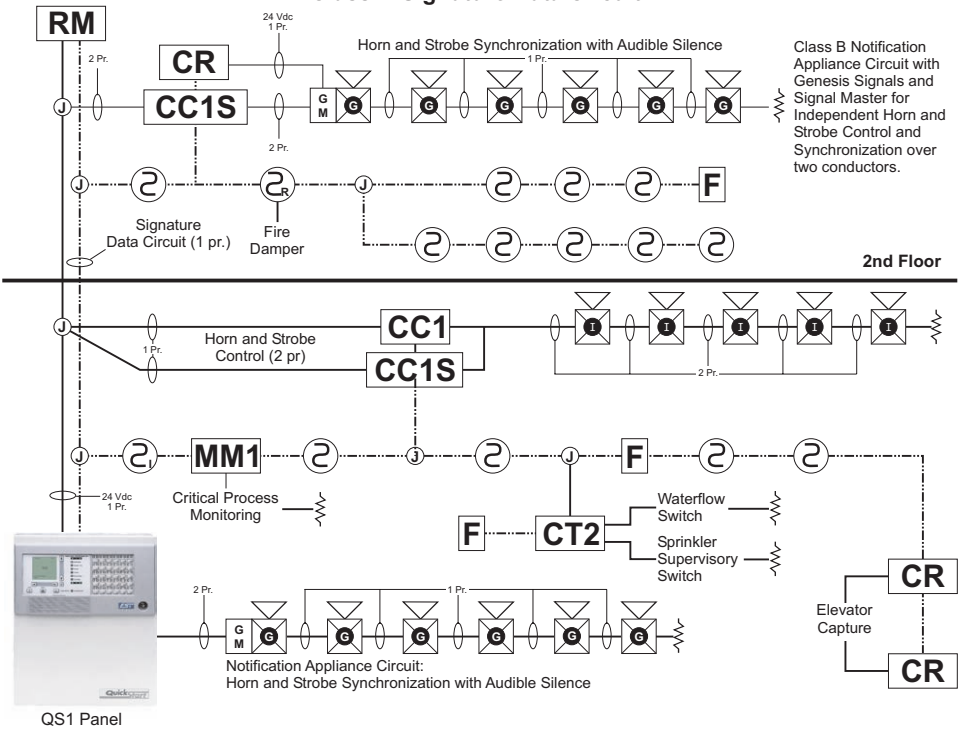 RM
24 Vdc
1 Pr.
Horn and Strobe Synchronization with Audible Silence
2 Pr.
CR
1 Pr.
Class B Notification
Appliance Circuit with
Genesis Signals and
Signal Master for
Independent Horn and
Strobe Control and
Synchronization over
two conductors.
J
CC1S
G
M
G
G
G
G
G
G
2 Pr.
J
R
J
F
Signature
Data Circuit (1 pr.)
Fire
Damper
2nd Floor
J
CC1
I
I
I
I
I
1 Pr.
Horn and Strobe
Control (2 pr)
CC1S
2 Pr.
J
I
MM1
J
J
F
24 Vdc
1 Pr.
Critical Process
Monitoring
Waterflow
Switch
F
CT2
Sprinkler
Supervisory
Switch
CR
Elevator
Capture
CR
2 Pr.
1 Pr.
G
M
G
G
G
G
G
G
Notification Appliance Circuit:
Horn and Strobe Synchronization with Audible Silence
QuickStart
QS1 Panel